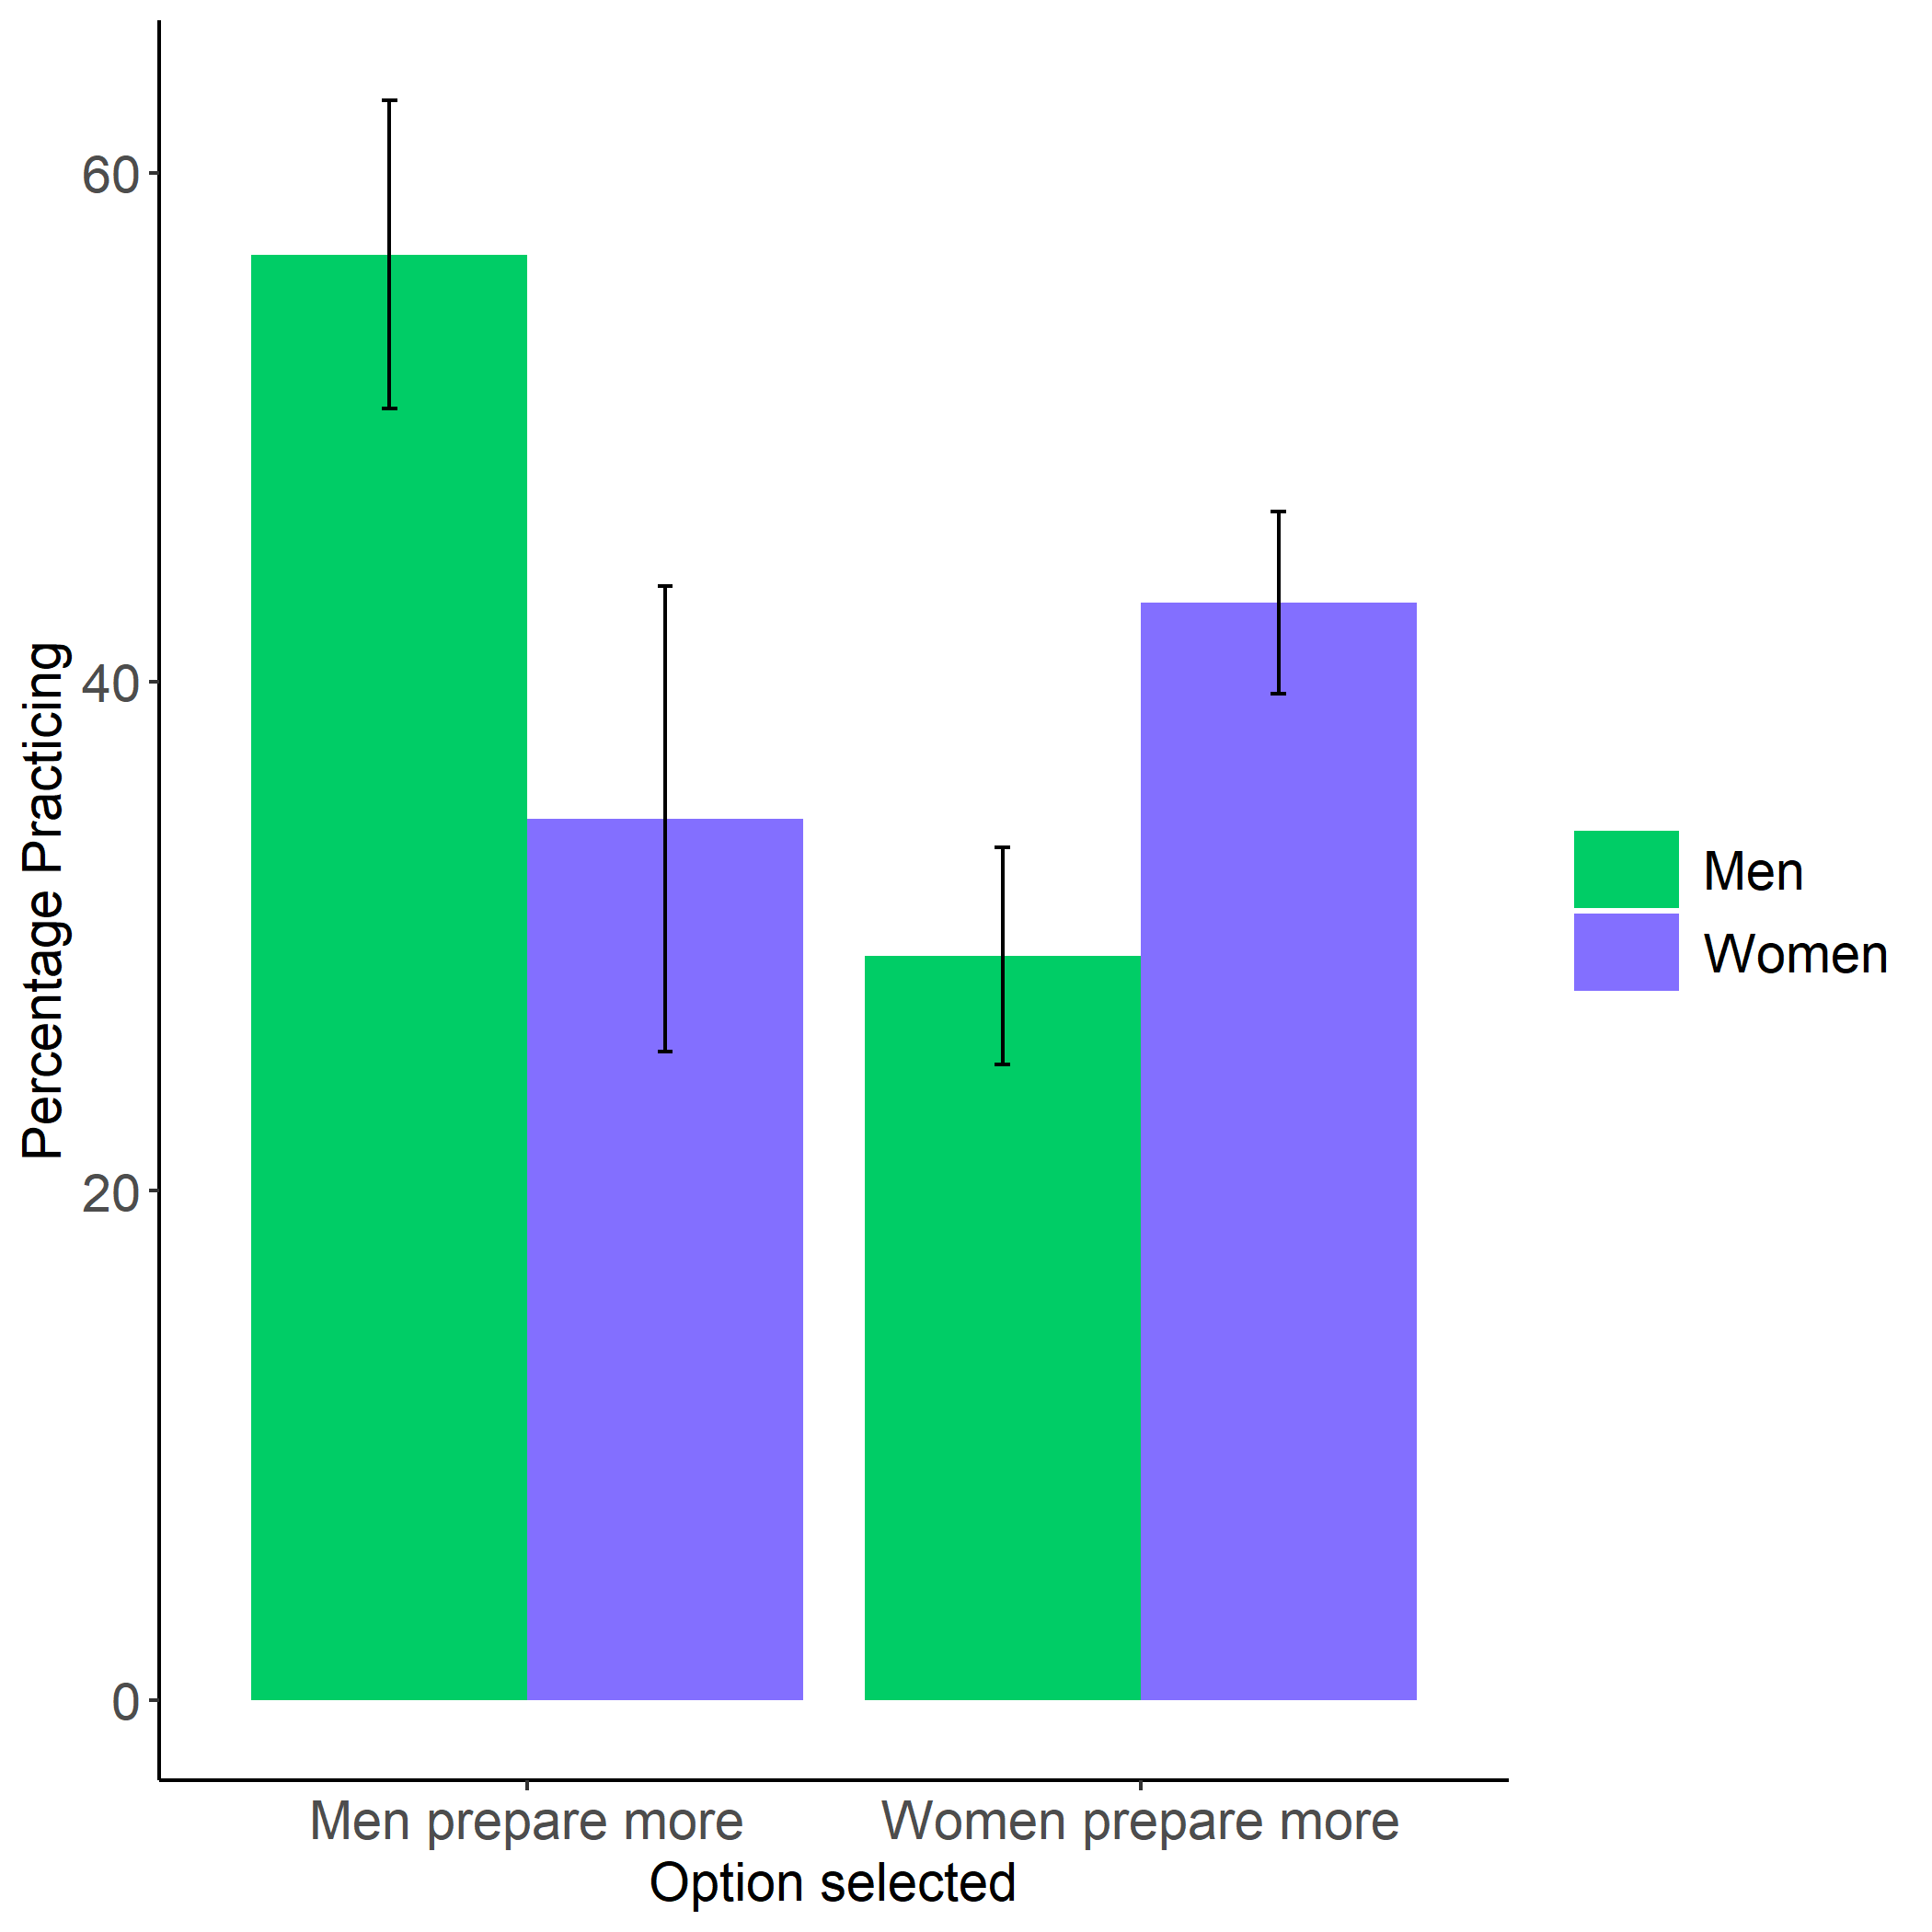 Percentage Practicing
60
40
20
0
Men prepare more
Women prepare more
Option selected
Men
Women